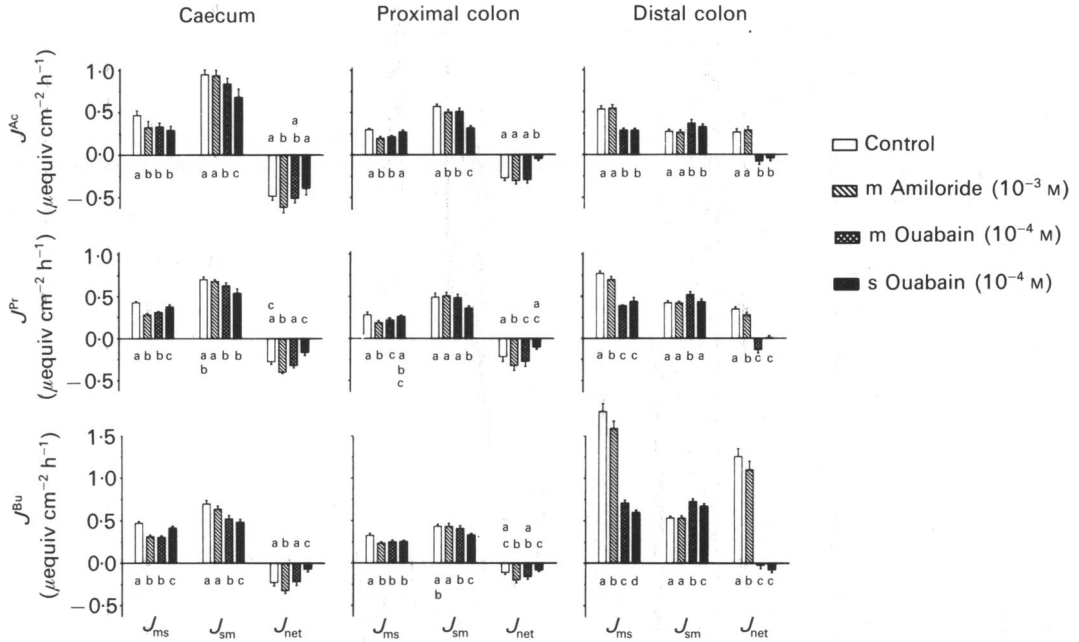 Caecum Proximal colon Distal colon
J^Ac (μequiv cm⁻² h⁻¹)
1·0
0·5
0·0
−0·5
a
a b b b a a b c a b b a
a b b a a b b c a a a b
a a b b a a b b a a b b
J^Pr (μequiv cm⁻² h⁻¹)
1·0
0·5
0·0
−0·5
c
a b b c a a b b a b a c
b
a
a b c a a a a b a b c c
b
c
a b c c a a b a a b c c
J^Bu (μequiv cm⁻² h⁻¹)
1·5
1·0
0·5
0·0
−0·5
a b b c a a b c a b a c
a a
a b b b a a b c c b b c
b
a b c d a a b c a b c c
J_ms J_sm J_net J_ms J_sm J_net J_ms J_sm J_net
Control
m Amiloride (10⁻³ M)
m Ouabain (10⁻⁴ M)
s Ouabain (10⁻⁴ M)